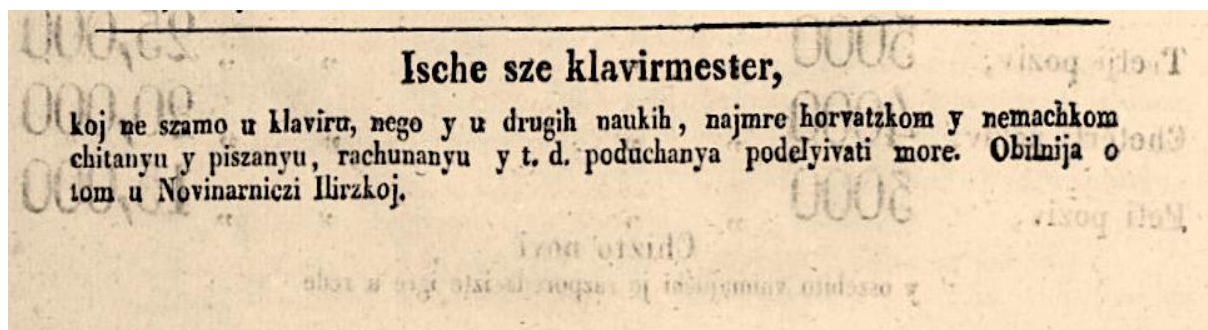 Ische sze klavirmester,
koj ne szamo u klaviru, nego y u drugih naukih, najmre horvatzkom y nemachkom
chitanyu y piszanyu, rachunanyu y t. d. poduchanya podelyivati more. Obilnija o
tom u Novinarniczi Ilirzkoj.